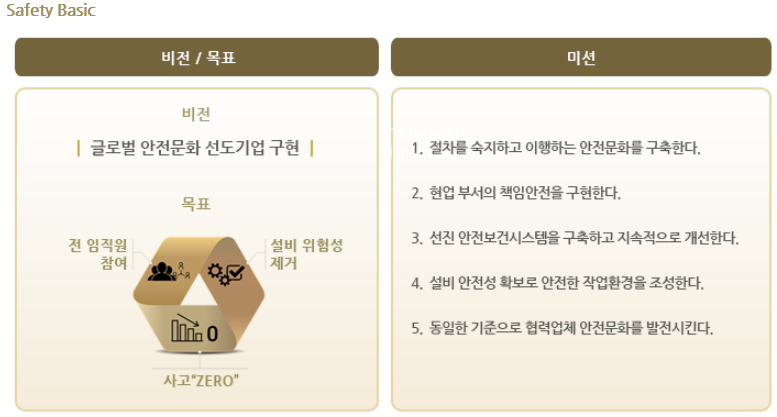 Safety Basic
비전 / 목표
비전
글로벌 안전문화 선도기업 구현
목표
전 임직원
참여
설비 위험성
제거
0
사고“ZERO”
미션
1. 절차를 숙지하고 이행하는 안전문화를 구축한다.
2. 현업 부서의 책임안전을 구현한다.
3. 선진 안전보건시스템을 구축하고 지속적으로 개선한다.
4. 설비 안전성 확보로 안전한 작업환경을 조성한다.
5. 동일한 기준으로 협력업체 안전문화를 발전시킨다.